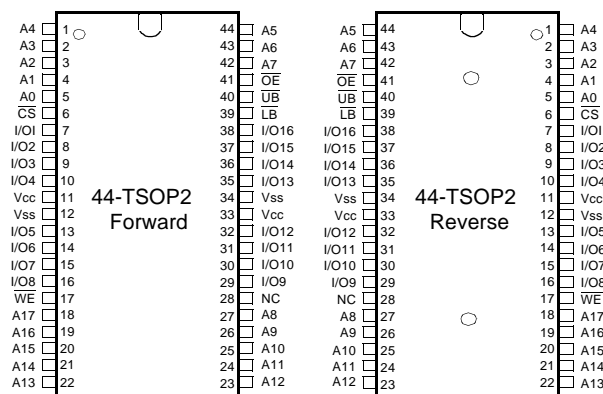 A4 1 44 A5 A5 44 1 A4
A3 2 43 A6 A6 43 2 A3
A2 3 42 A7 A7 42 3 A2
A1 4 41 OE OE 41 4 A1
A0 5 40 UB UB 40 5 A0
CS 6 39 LB LB 39 6 CS
I/OI 7 38 I/O16 I/O16 38 7 I/OI
I/O2 8 37 I/O15 I/O15 37 8 I/O2
I/O3 9 36 I/O14 I/O14 36 9 I/O3
I/O4 10 35 I/O13 I/O13 35 10 I/O4
Vcc 11 44-TSOP2 34 Vss Vss 34 44-TSOP2 11 Vcc
Vss 12 Forward 33 Vcc Vcc 33 Reverse 12 Vss
I/O5 13 32 I/O12 I/O12 32 13 I/O5
I/O6 14 31 I/O11 I/O11 31 14 I/O6
I/O7 15 30 I/O10 I/O10 30 15 I/O7
I/O8 16 29 I/O9 I/O9 29 16 I/O8
WE 17 28 NC NC 28 17 WE
A17 18 27 A8 A8 27 18 A17
A16 19 26 A9 A9 26 19 A16
A15 20 25 A10 A10 25 20 A15
A14 21 24 A11 A11 24 21 A14
A13 22 23 A12 A12 23 22 A13